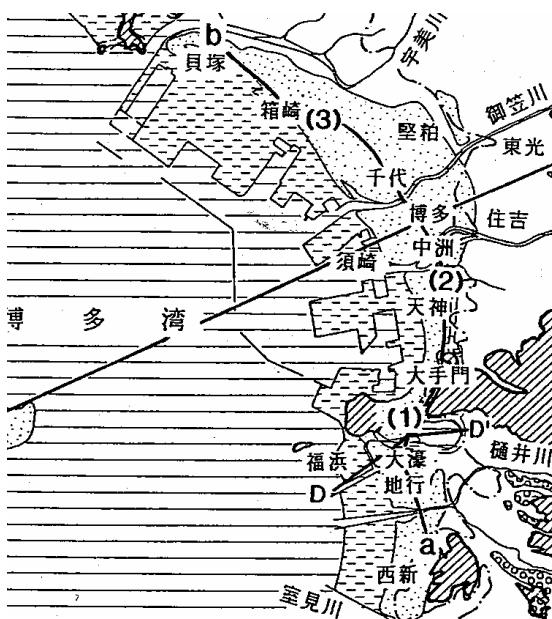 b
貝塚
宇美川
箱崎
(3)
堅粕
御笠川
東光
千代
博多
住吉
中洲
須崎
(2)
天神
博多湾
大手門
(1)
D'
樋井川
福浜
大濠
D
地行
a
西新
室見川